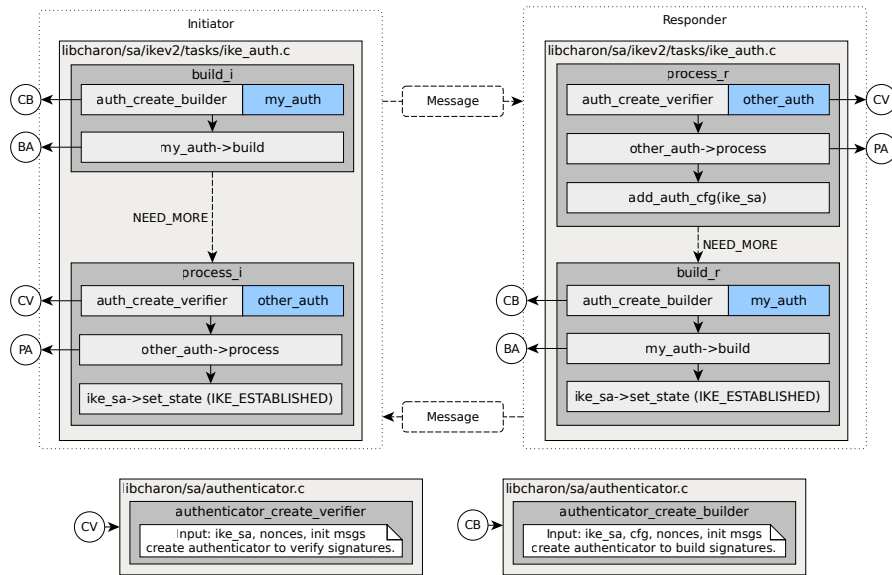 Initiator
libcharon/sa/ikev2/tasks/ike_auth.c
build_i
CB
auth_create_builder
my_auth
BA
my_auth->build
NEED_MORE
process_i
CV
auth_create_verifier
other_auth
PA
other_auth->process
ike_sa->set_state (IKE_ESTABLISHED)
Message
Message
Responder
libcharon/sa/ikev2/tasks/ike_auth.c
process_r
auth_create_verifier
other_auth
CV
other_auth->process
PA
add_auth_cfg(ike_sa)
NEED_MORE
build_r
CB
auth_create_builder
my_auth
BA
my_auth->build
ike_sa->set_state (IKE_ESTABLISHED)
libcharon/sa/authenticator.c
authenticator_create_verifier
CV
Input: ike_sa, nonces, init msgs
create authenticator to verify signatures.
libcharon/sa/authenticator.c
authenticator_create_builder
CB
Input: ike_sa, cfg, nonces, init msgs
create authenticator to build signatures.